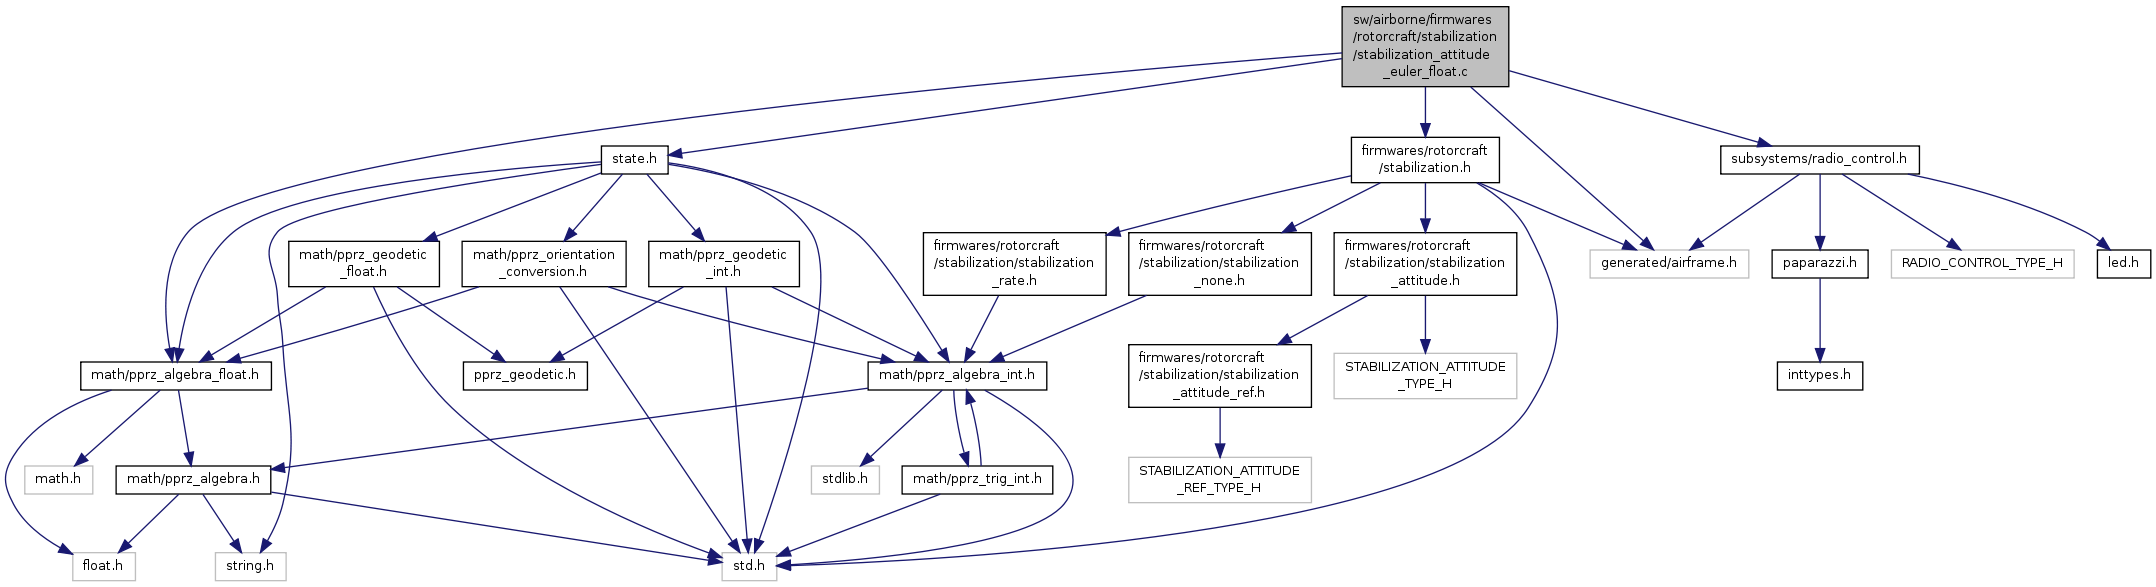 sw/airborne/firmwares
/rotorcraft/stabilization
/stabilization_attitude
_euler_float.c
state.h
firmwares/rotorcraft
/stabilization.h
subsystems/radio_control.h
math/pprz_geodetic
_float.h
math/pprz_orientation
_conversion.h
math/pprz_geodetic
_int.h
firmwares/rotorcraft
/stabilization/stabilization
_rate.h
firmwares/rotorcraft
/stabilization/stabilization
_none.h
firmwares/rotorcraft
/stabilization/stabilization
_attitude.h
generated/airframe.h
paparazzi.h
RADIO_CONTROL_TYPE_H
led.h
math/pprz_algebra_float.h
pprz_geodetic.h
math/pprz_algebra_int.h
firmwares/rotorcraft
/stabilization/stabilization
_attitude_ref.h
STABILIZATION_ATTITUDE
_TYPE_H
inttypes.h
math.h
math/pprz_algebra.h
stdlib.h
math/pprz_trig_int.h
STABILIZATION_ATTITUDE
_REF_TYPE_H
float.h
string.h
std.h